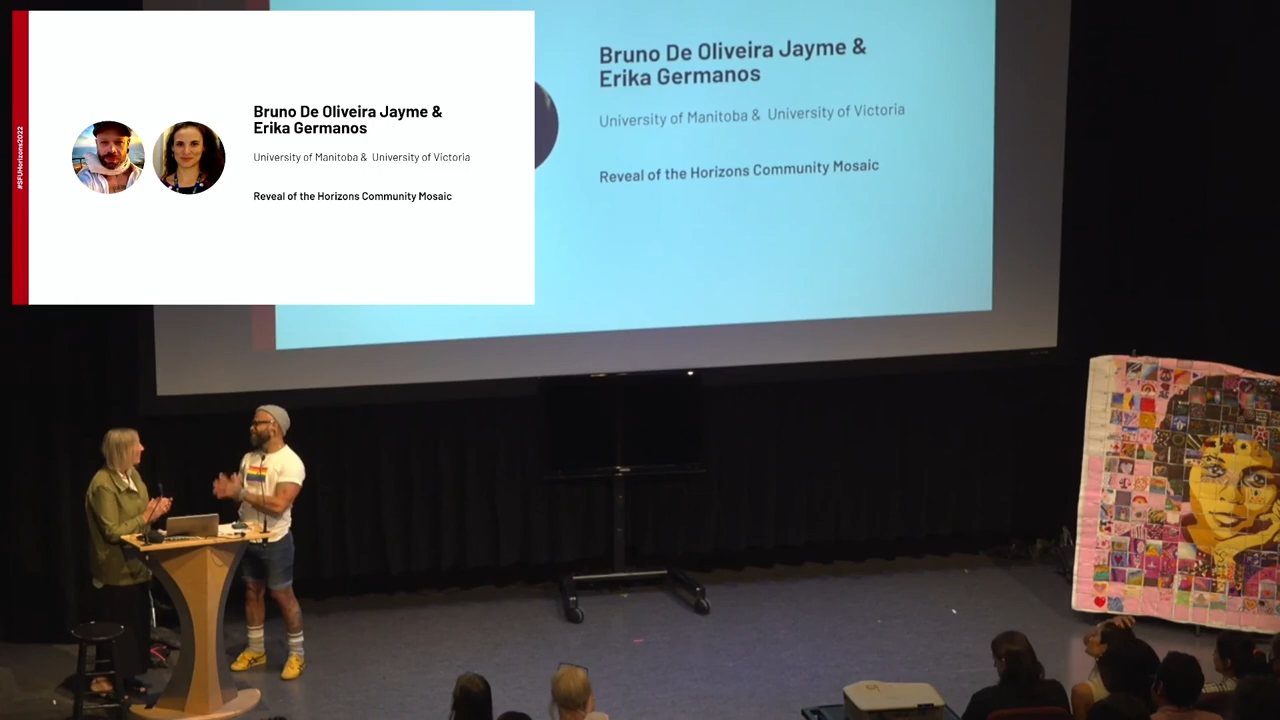 #SFUHorizons2022
Bruno De Oliveira Jayme &
Erika Germanos
University of Manitoba & University of Victoria
Reveal of the Horizons Community Mosaic
Bruno De Oliveira Jayme &
Erika Germanos
University of Manitoba & University of Victoria
Reveal of the Horizons Community Mosaic